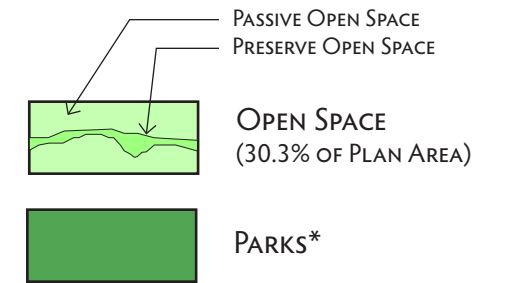 Passive Open Space
Preserve Open Space
Open Space
(30.3% of Plan Area)
Parks*